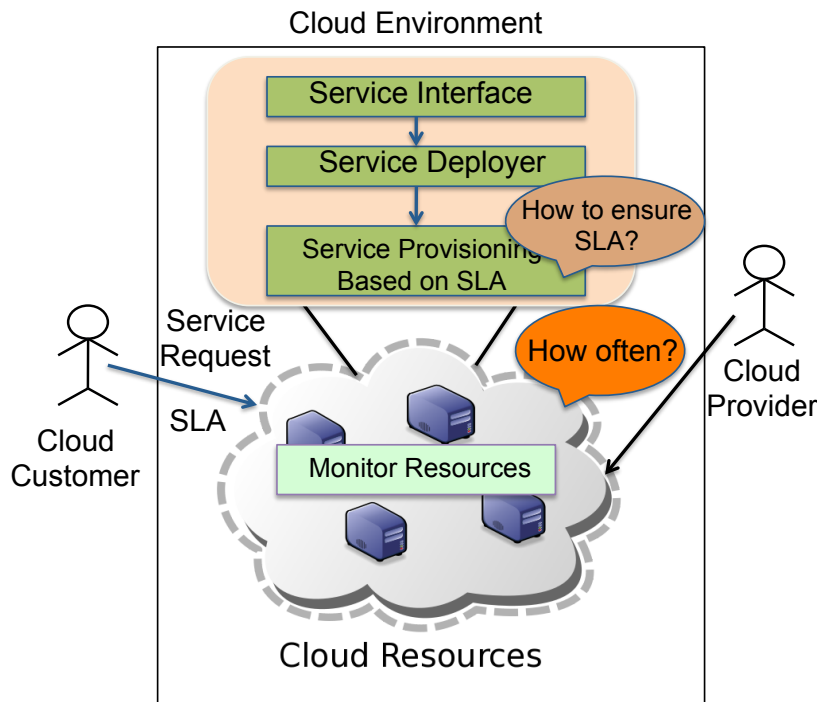 Cloud Environment
Service Interface
Service Deployer
How to ensure
SLA?
Service Provisioning
Based on SLA
Service
Request
How often?
SLA
Cloud
Customer
Cloud
Provider
Monitor Resources
Cloud Resources